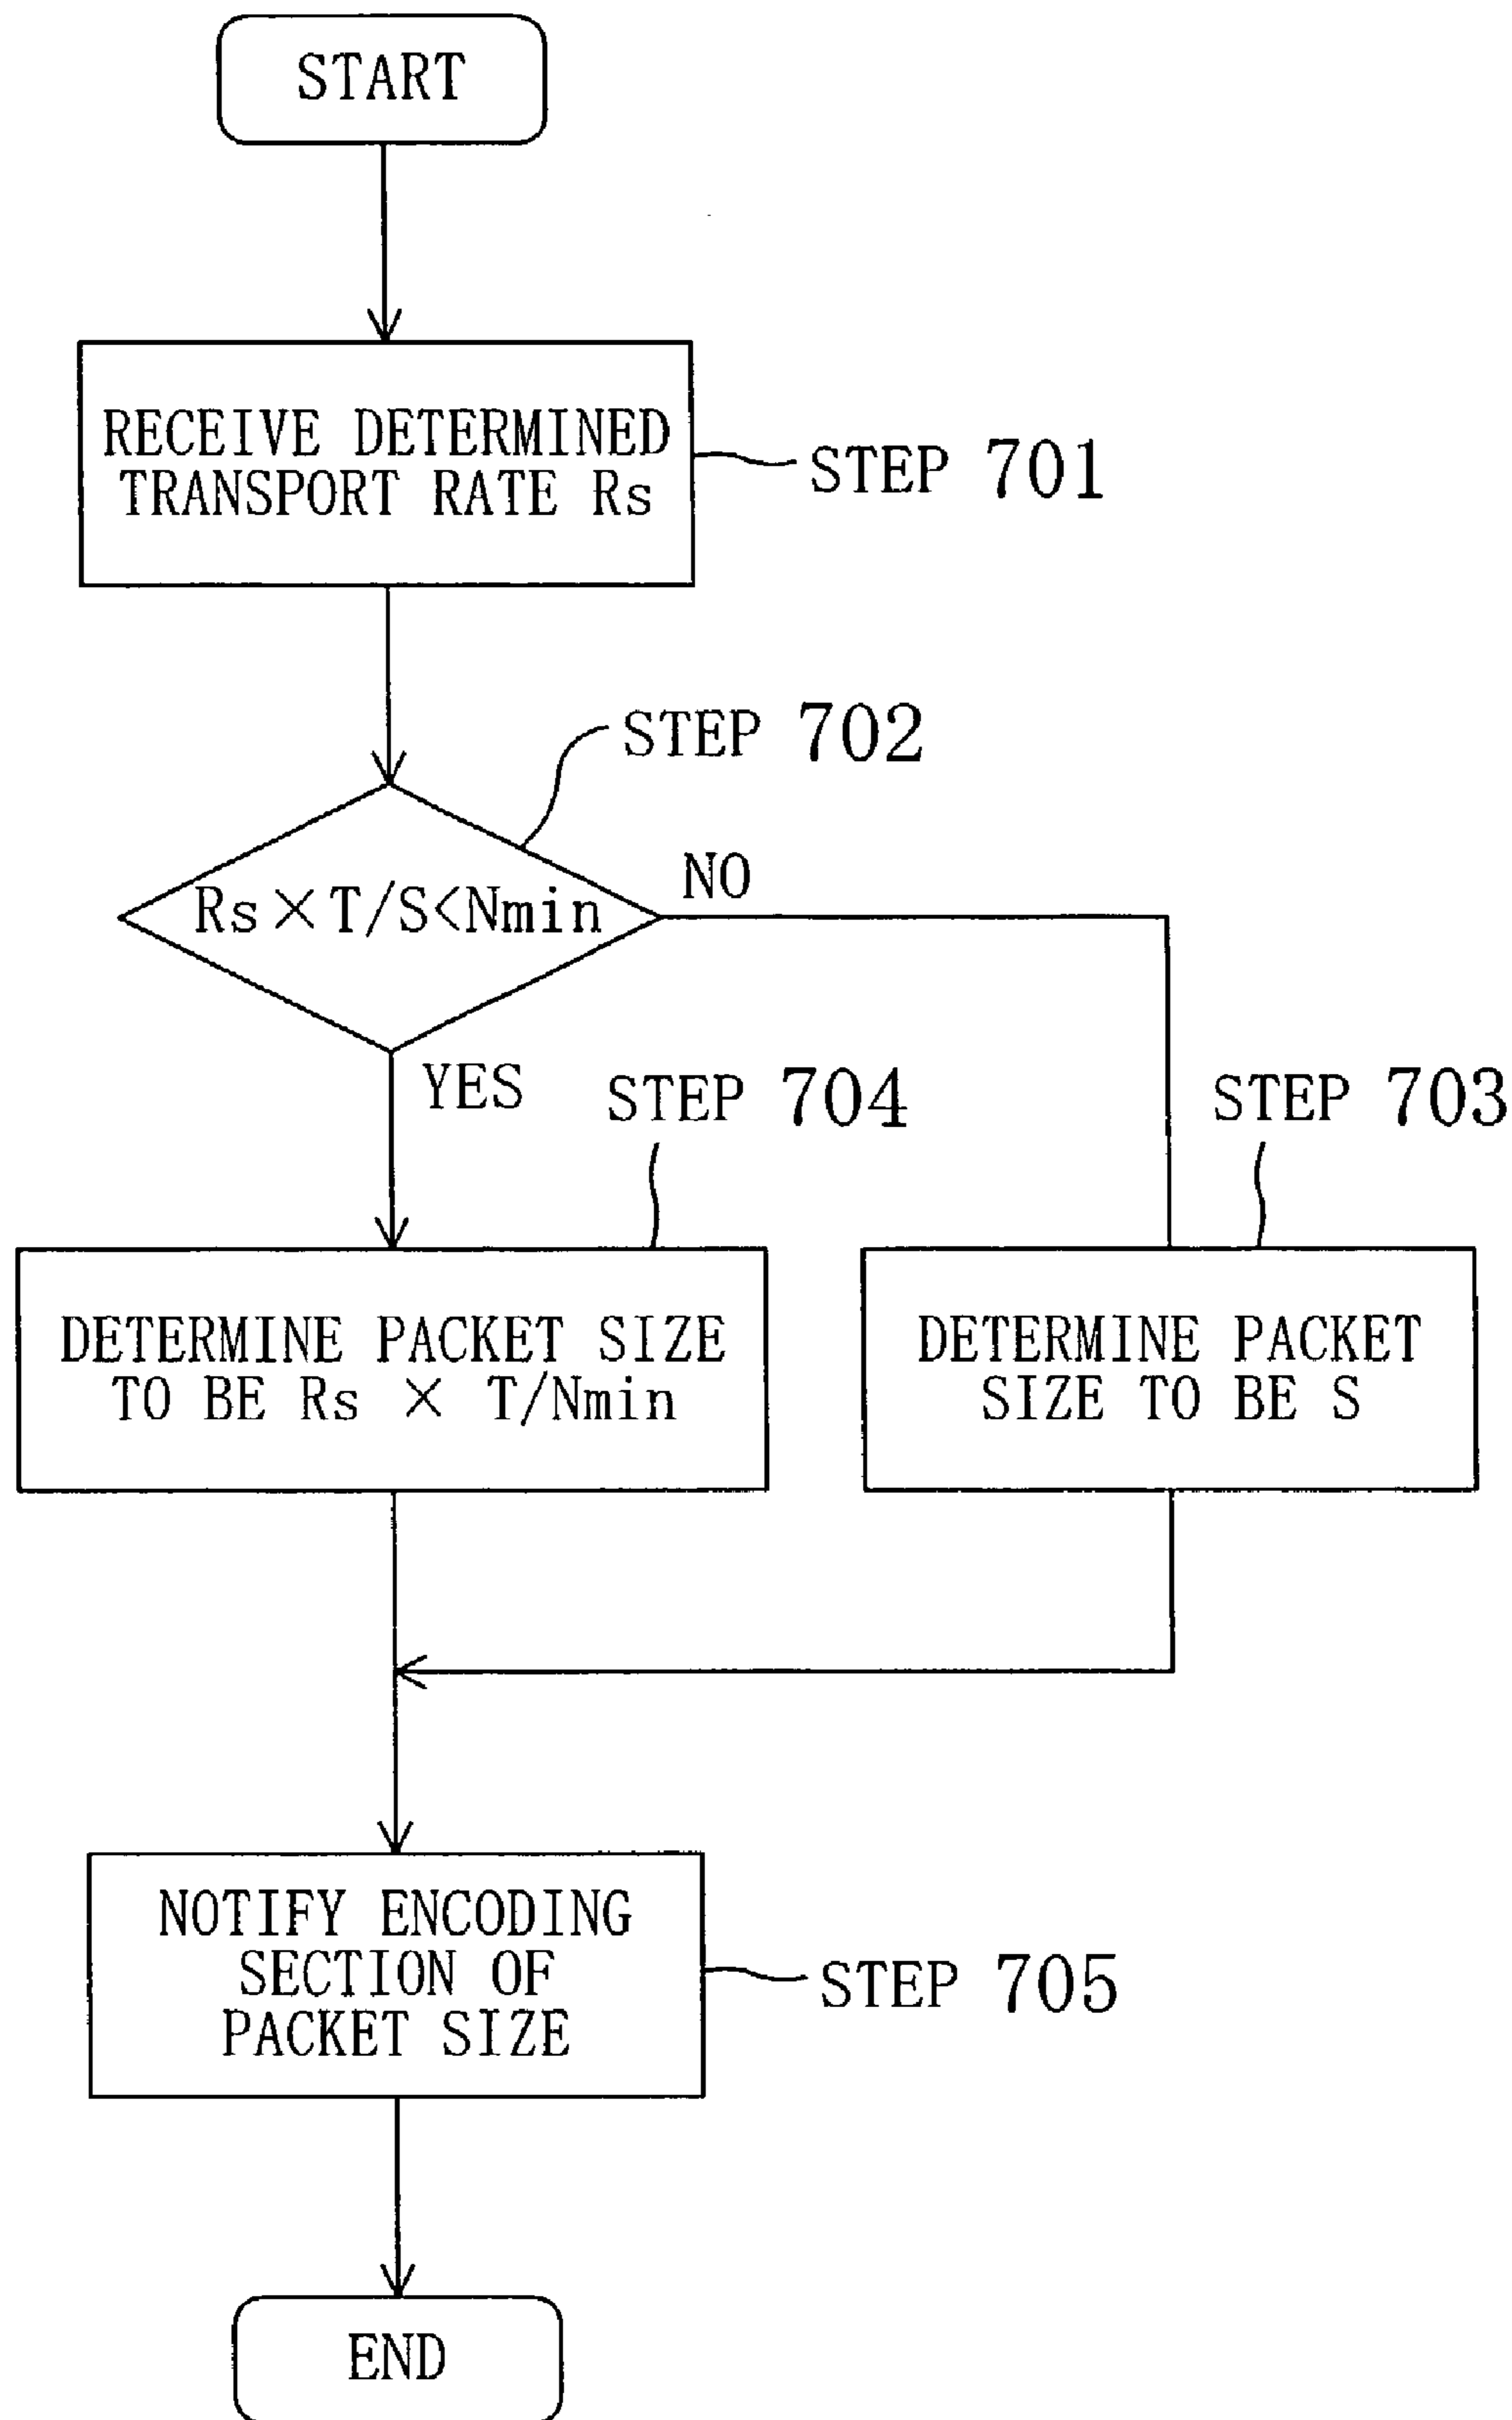 START
RECEIVE DETERMINED
TRANSPORT RATE Rs
STEP 701
STEP 702
Rs×T/S<Nmin
NO
YES
STEP 704
STEP 703
DETERMINE PACKET SIZE
TO BE Rs × T/Nmin
DETERMINE PACKET
SIZE TO BE S
NOTIFY ENCODING
SECTION OF
PACKET SIZE
STEP 705
END